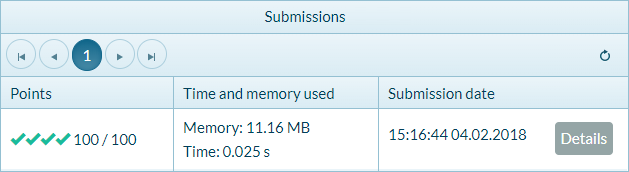 Submissions
1
Points Time and memory used Submission date
100 / 100 Memory: 11.16 MB 15:16:44 04.02.2018 Details
Time: 0.025 s